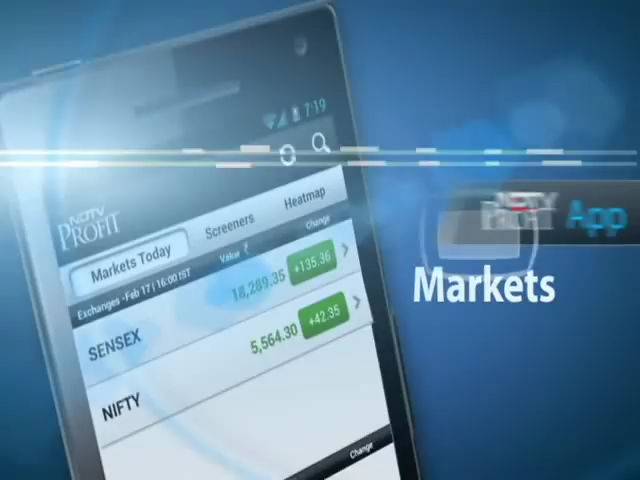 7:19
NDTV
PROFIT
Markets Today
Screeners
Heatmap
Exchanges -Feb 17 | 16:00 IST
Value ₹
Change
SENSEX
18,289.35
+135.36
NIFTY
5,564.30
+42.35
Change
NDTV
App
Markets